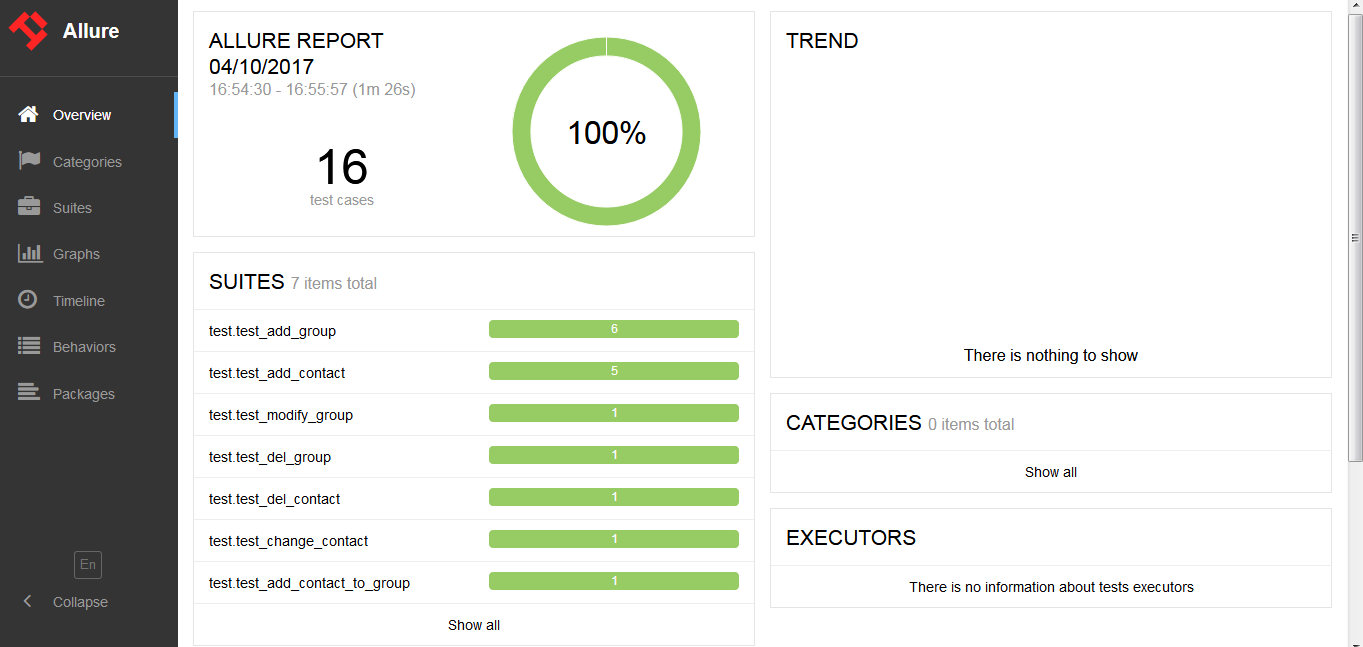 Allure
Overview
Categories
Suites
Graphs
Timeline
Behaviors
Packages
En
Collapse
ALLURE REPORT
04/10/2017
16:54:30 - 16:55:57 (1m 26s)
16
test cases
100%
SUITES 7 items total
test.test_add_group 6
test.test_add_contact 5
test.test_modify_group 1
test.test_del_group 1
test.test_del_contact 1
test.test_change_contact 1
test.test_add_contact_to_group 1
Show all
TREND
There is nothing to show
CATEGORIES 0 items total
Show all
EXECUTORS
There is no information about tests executors